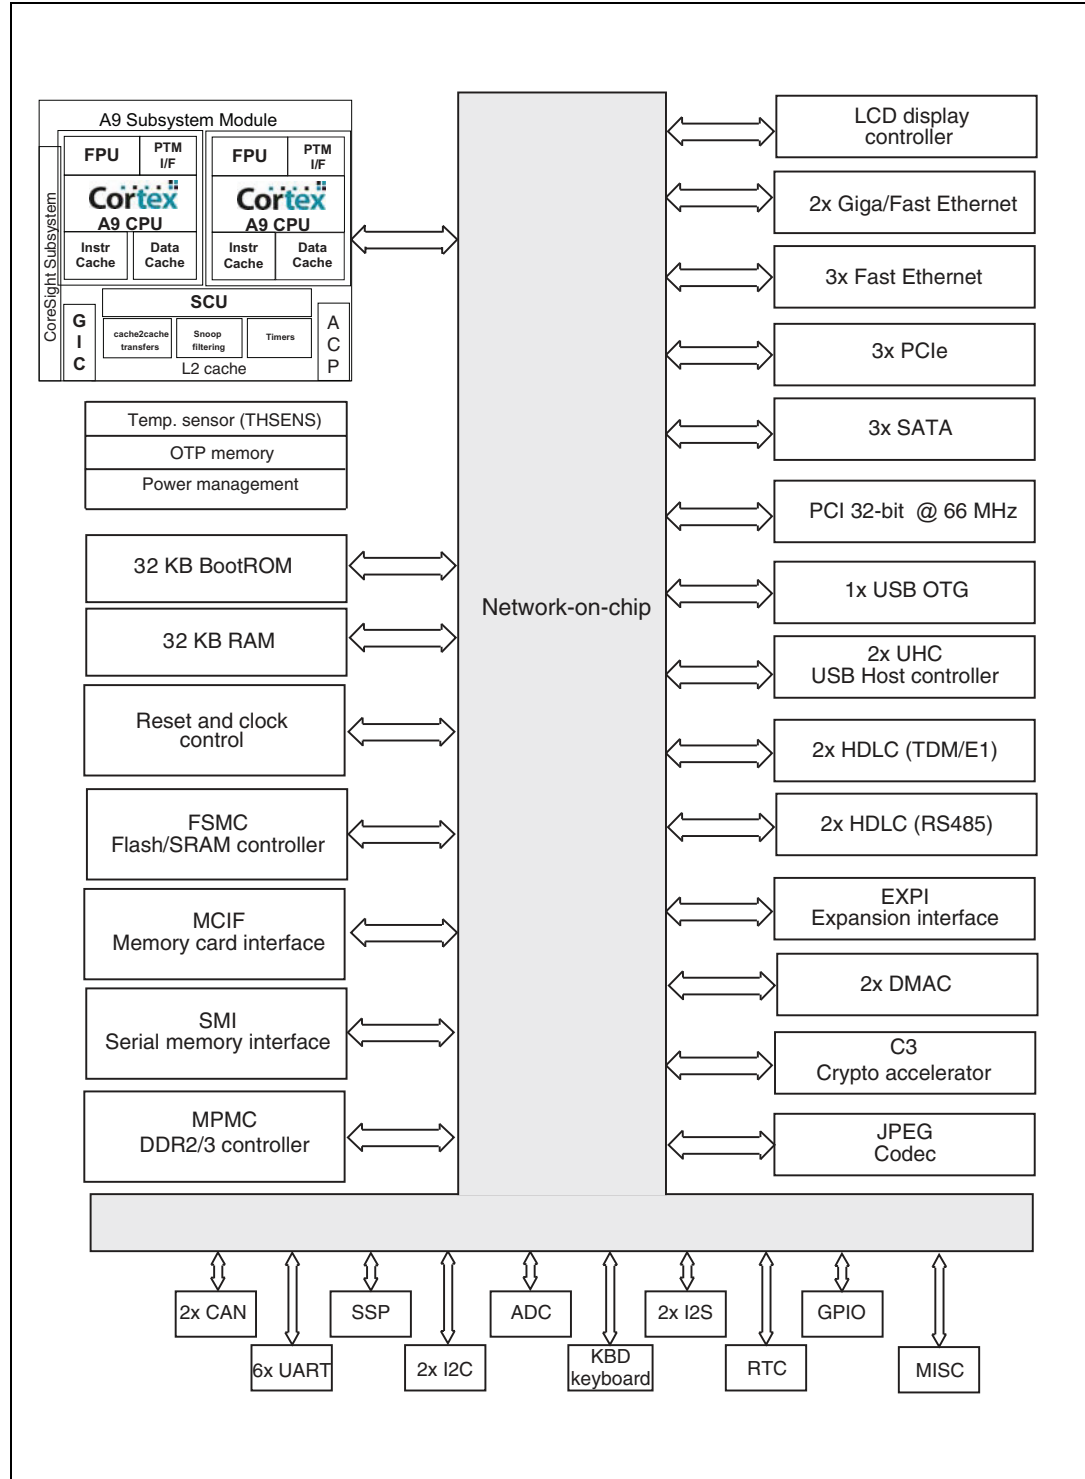 A9 Subsystem Module
CoreSight Subsystem
FPU
PTM
I/F
Cortex
A9 CPU
Instr
Cache
Data
Cache
FPU
PTM
I/F
Cortex
A9 CPU
Instr
Cache
Data
Cache
SCU
GIC
cache2cache
transfers
Snoop
filtering
Timers
ACP
L2 cache
Temp. sensor (THSENS)
OTP memory
Power management
32 KB BootROM
32 KB RAM
Reset and clock
control
FSMC
Flash/SRAM controller
MCIF
Memory card interface
SMI
Serial memory interface
MPMC
DDR2/3 controller
Network-on-chip
LCD display
controller
2x Giga/Fast Ethernet
3x Fast Ethernet
3x PCIe
3x SATA
PCI 32-bit @ 66 MHz
1x USB OTG
2x UHC
USB Host controller
2x HDLC (TDM/E1)
2x HDLC (RS485)
EXPI
Expansion interface
2x DMAC
C3
Crypto accelerator
JPEG
Codec
2x CAN
6x UART
SSP
2x I2C
ADC
KBD
keyboard
2x I2S
RTC
GPIO
MISC